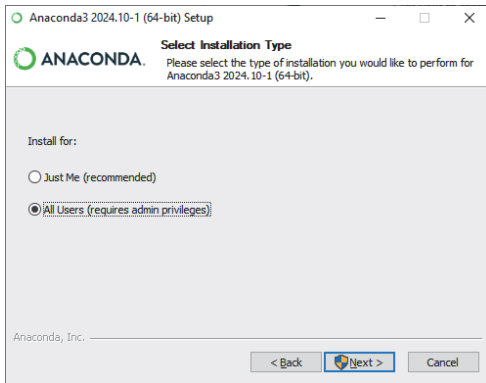 Anaconda3 2024.10-1 (64-bit) Setup
ANACONDA.
Select Installation Type
Please select the type of installation you would like to perform for
Anaconda3 2024.10-1 (64-bit).
Install for:
Just Me (recommended)
All Users (requires admin privileges)
Anaconda, Inc.
< Back
Next >
Cancel